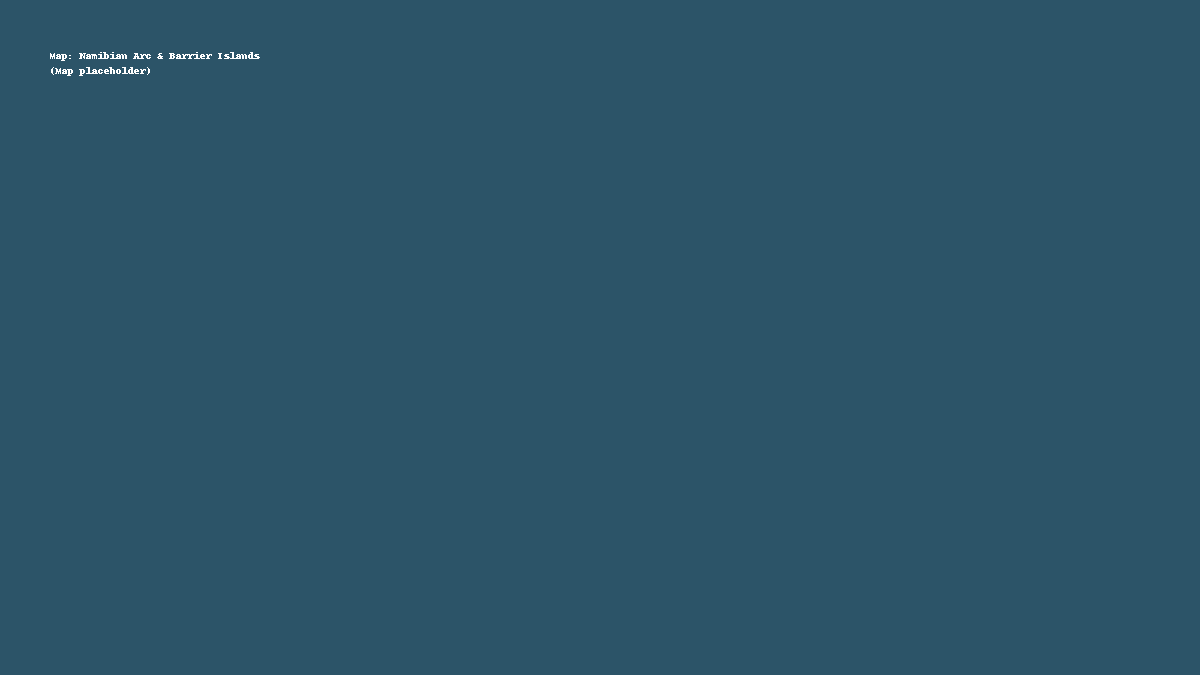 Map: Namibian Arc & Barrier Islands
(Map placeholder)